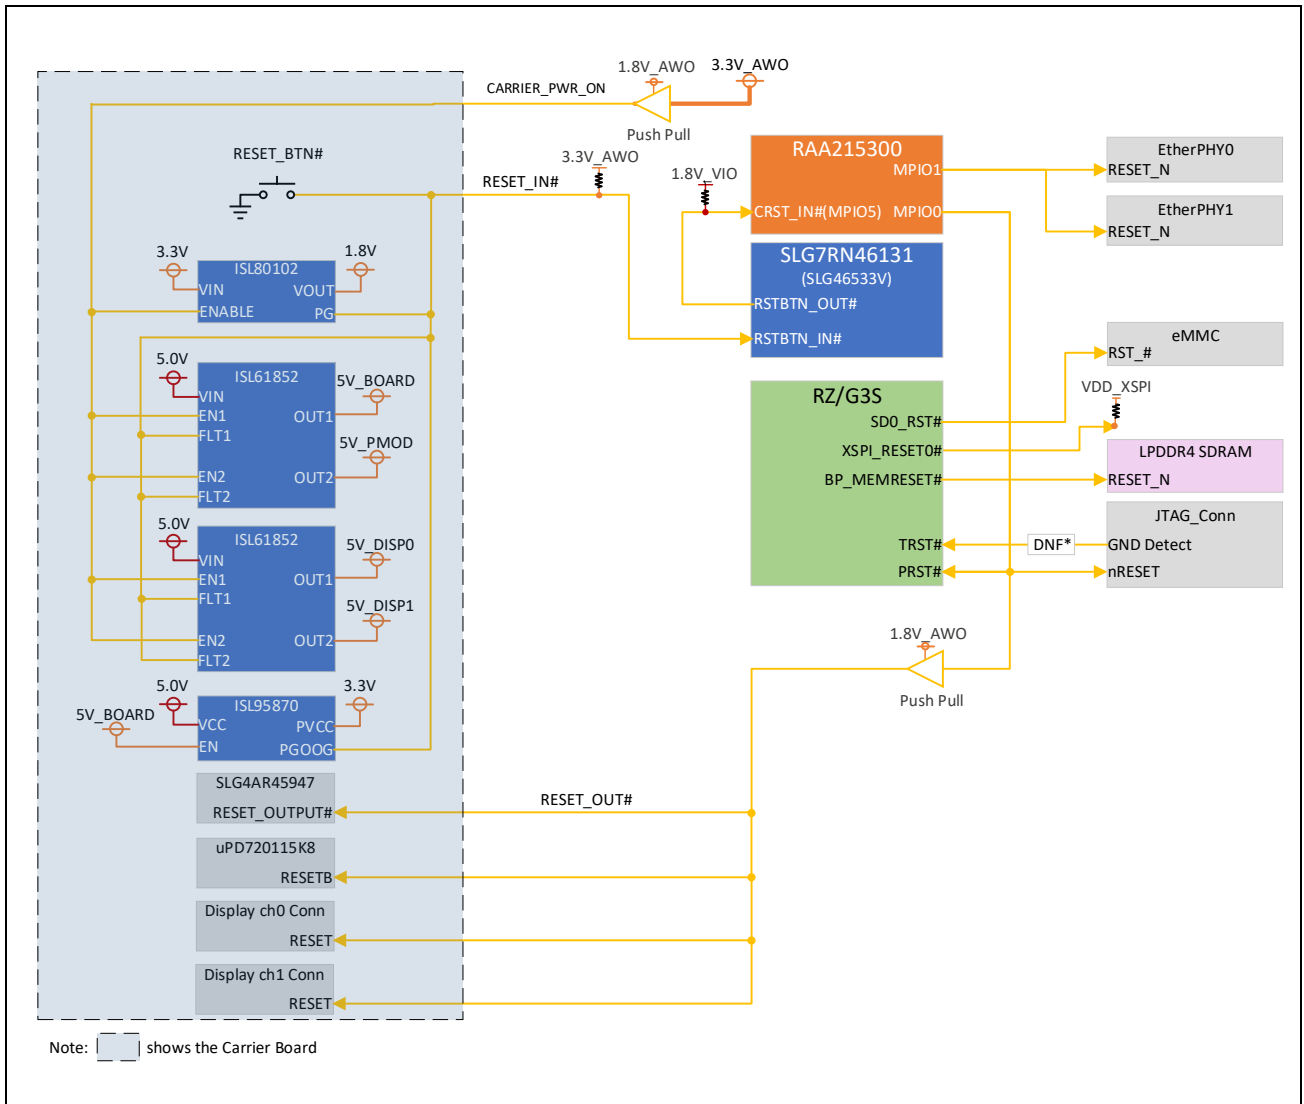 1.8V_AWO
3.3V_AWO
CARRIER_PWR_ON
Push Pull
RESET_BTN#
3.3V_AWO
RESET_IN#
1.8V_VIO
RAA215300
MPIO1
CRST_IN#(MPIO5)
MPIO0
EtherPHY0
RESET_N
EtherPHY1
RESET_N
SLG7RN46131
(SLG46533V)
RSTBTN_OUT#
RSTBTN_IN#
3.3V
1.8V
ISL80102
VIN
VOUT
ENABLE
PG
5.0V
ISL61852
5V_BOARD
VIN
EN1
OUT1
FLT1
5V_PMOD
EN2
OUT2
FLT2
eMMC
RST_#
VDD_XSPI
RZ/G3S
SD0_RST#
XSPI_RESET0#
BP_MEMRESET#
LPDDR4 SDRAM
RESET_N
JTAG_Conn
TRST#
DNF*
GND Detect
PRST#
nRESET
5.0V
ISL61852
5V_DISP0
VIN
EN1
OUT1
FLT1
5V_DISP1
EN2
OUT2
FLT2
1.8V_AWO
Push Pull
5.0V
3.3V
5V_BOARD
ISL95870
VCC
PVCC
EN
PGOOG
SLG4AR45947
RESET_OUTPUT#
RESET_OUT#
uPD720115K8
RESETB
Display ch0 Conn
RESET
Display ch1 Conn
RESET
Note: shows the Carrier Board